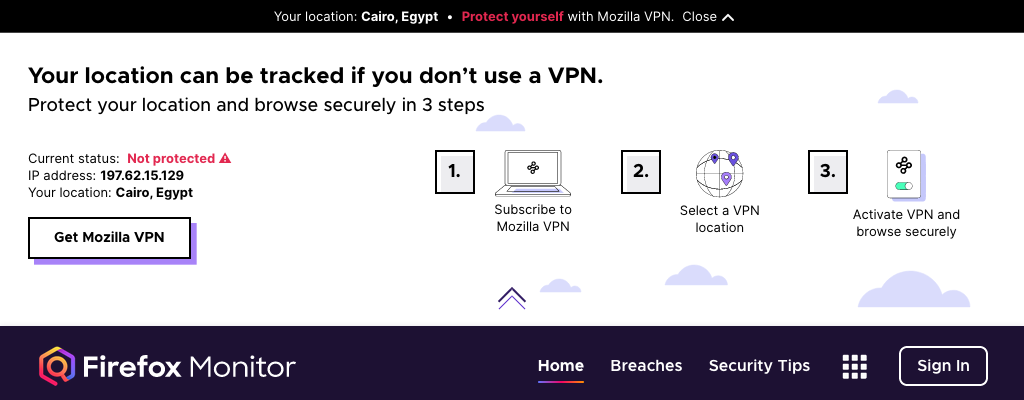 Your location: Cairo, Egypt • Protect yourself with Mozilla VPN. Close
Your location can be tracked if you don’t use a VPN.
Protect your location and browse securely in 3 steps
Current status: Not protected
IP address: 197.62.15.129
Your location: Cairo, Egypt
Get Mozilla VPN
1.
Subscribe to
Mozilla VPN
2.
Select a VPN
location
3.
Activate VPN and
browse securely
Firefox Monitor
Home Breaches Security Tips Sign In